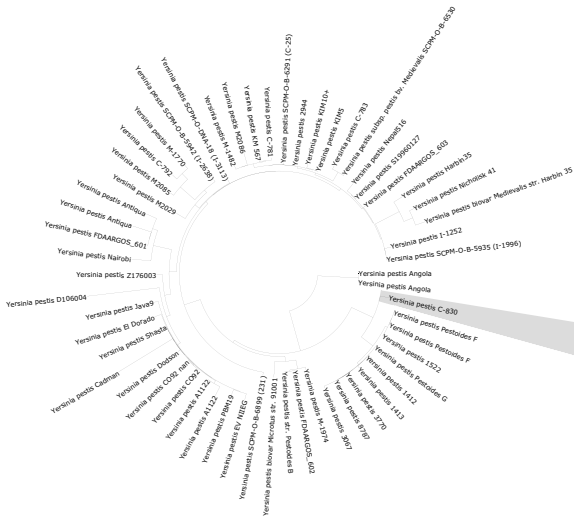 Yersinia pestis Angola
Yersinia pestis Angola
Yersinia pestis C-830
Yersinia pestis Pestoides F
Yersinia pestis Pestoides F
Yersinia pestis 1522
Yersinia pestis Pestoides G
Yersinia pestis 1412
Yersinia pestis 1413
Yersinia pestis 3770
Yersinia pestis 8787
Yersinia pestis 3067
Yersinia pestis M-1974
Yersinia pestis FDAARGOS_602
Yersinia pestis str. Pestoides B
Yersinia pestis biovar Microtus str. 91001
Yersinia pestis SCPM-O-B-6899 (231)
Yersinia pestis EV NIIEG
Yersinia pestis PBM19
Yersinia pestis A1122
Yersinia pestis A1122
Yersinia pestis CO92
Yersinia pestis CO92_nan
Yersinia pestis Dodson
Yersinia pestis Cadman
Yersinia pestis Shasta
Yersinia pestis El Dorado
Yersinia pestis Java9
Yersinia pestis D106004
Yersinia pestis Z176003
Yersinia pestis Nairobi
Yersinia pestis FDAARGOS_601
Yersinia pestis Antiqua
Yersinia pestis Antiqua
Yersinia pestis M2029
Yersinia pestis M2085
Yersinia pestis C-792
Yersinia pestis M-1770
Yersinia pestis SCPM-O-B-5942 (I-2638)
Yersinia pestis SCPM-O-DNA-18 (I-3113)
Yersinia pestis M-1482
Yersinia pestis M2086
Yersinia pestis KM 567
Yersinia pestis C-781
Yersinia pestis SCPM-O-B-6291 (C-25)
Yersinia pestis 2944
Yersinia pestis KIM10+
Yersinia pestis KIM5
Yersinia pestis C-783
Yersinia pestis subsp. pestis bv. Medievalis SCPM-O-B-6530
Yersinia pestis Nepal516
Yersinia pestis S19960127
Yersinia pestis FDAARGOS_603
Yersinia pestis Harbin35
Yersinia pestis Nicholisk 41
Yersinia pestis biovar Medievalis str. Harbin 35
Yersinia pestis I-1252
Yersinia pestis SCPM-O-B-5935 (I-1996)